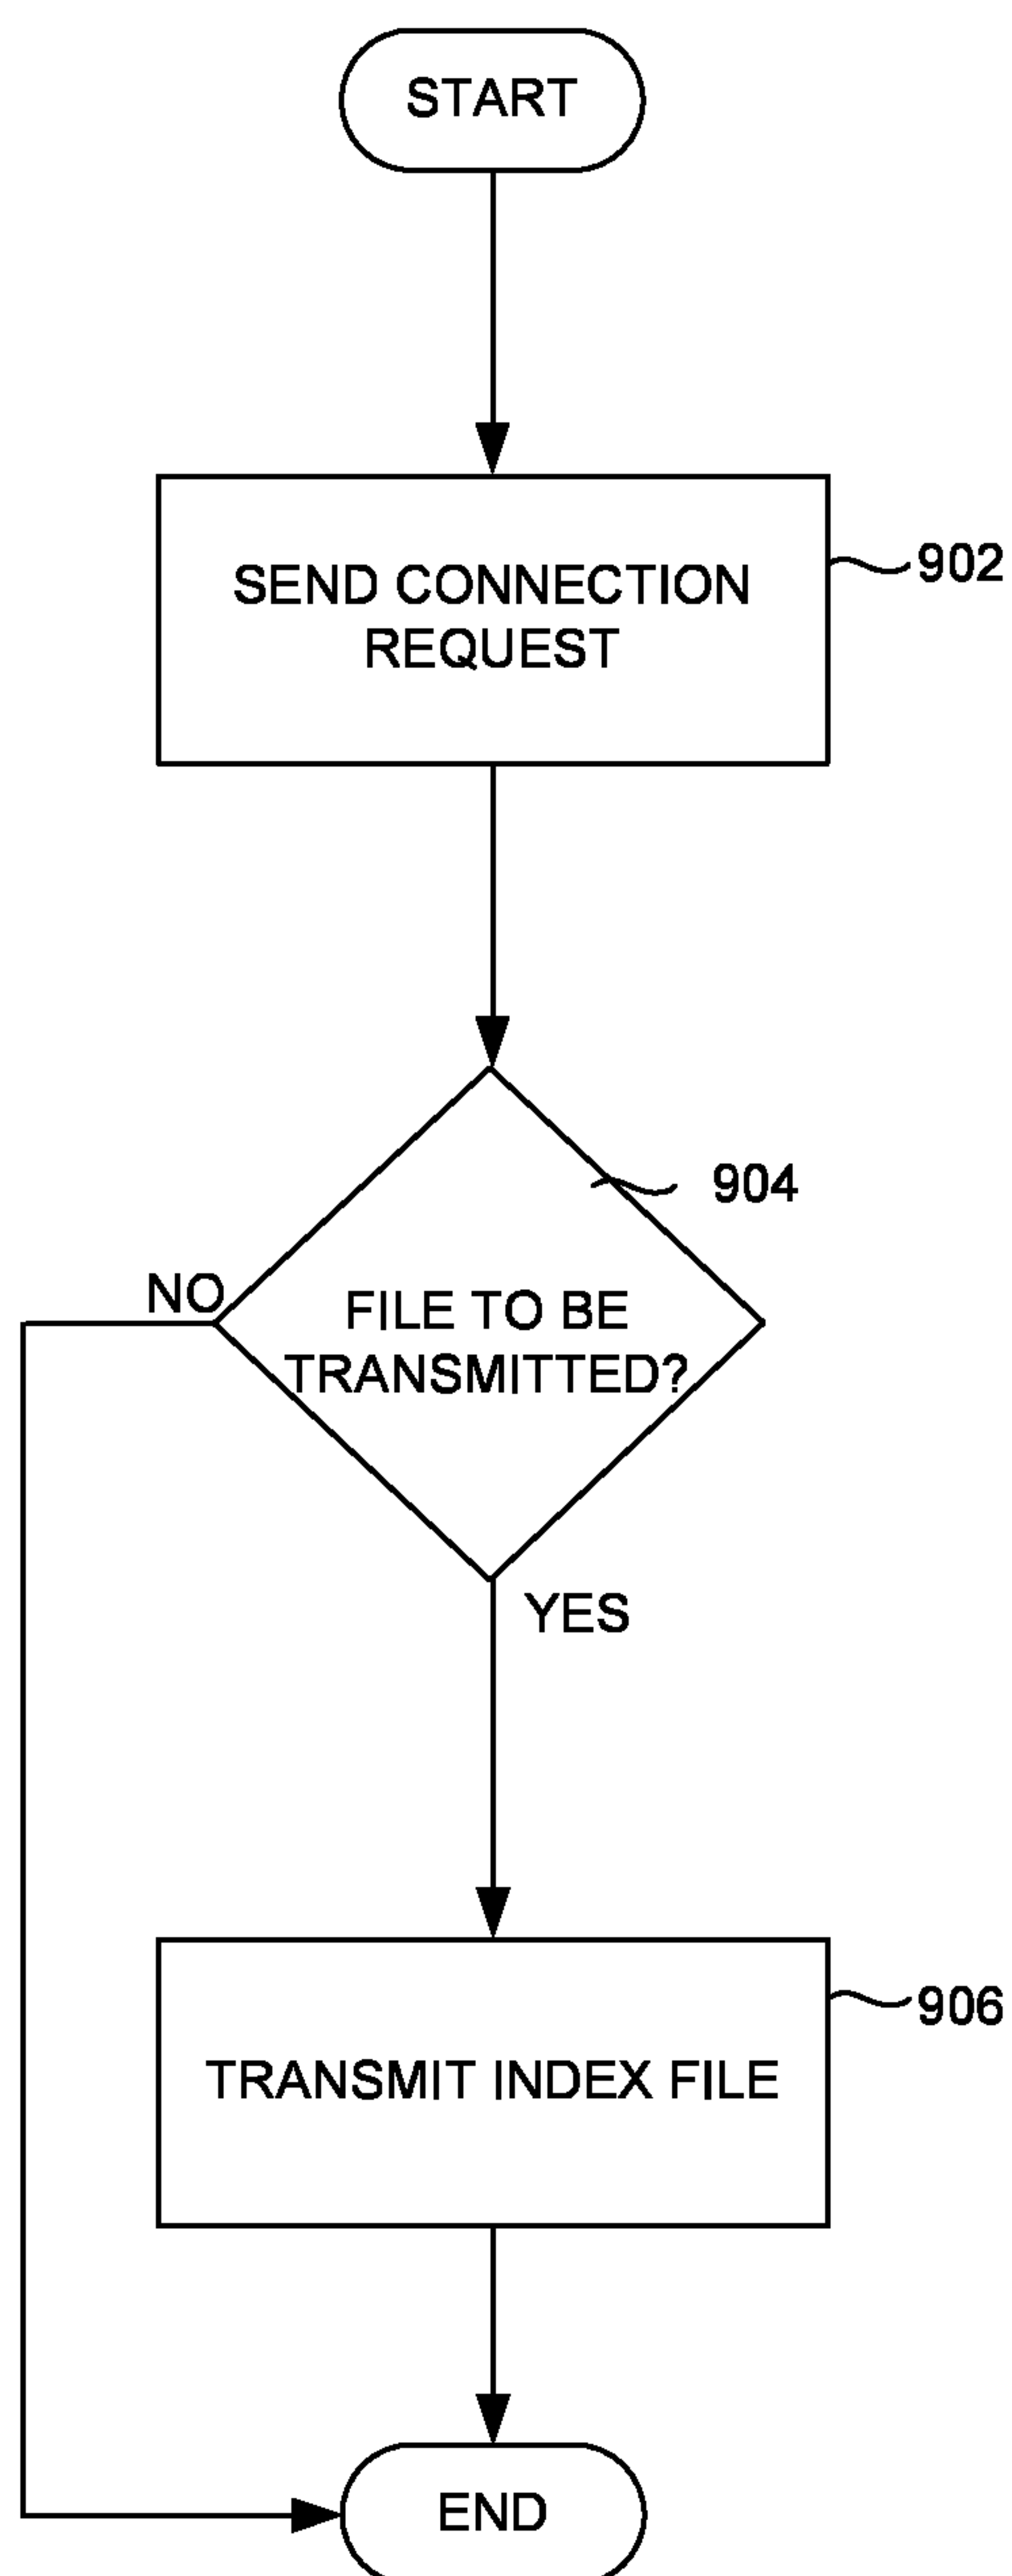 START
SEND CONNECTION
REQUEST
902
904
NO
FILE TO BE
TRANSMITTED?
YES
TRANSMIT INDEX FILE
906
END